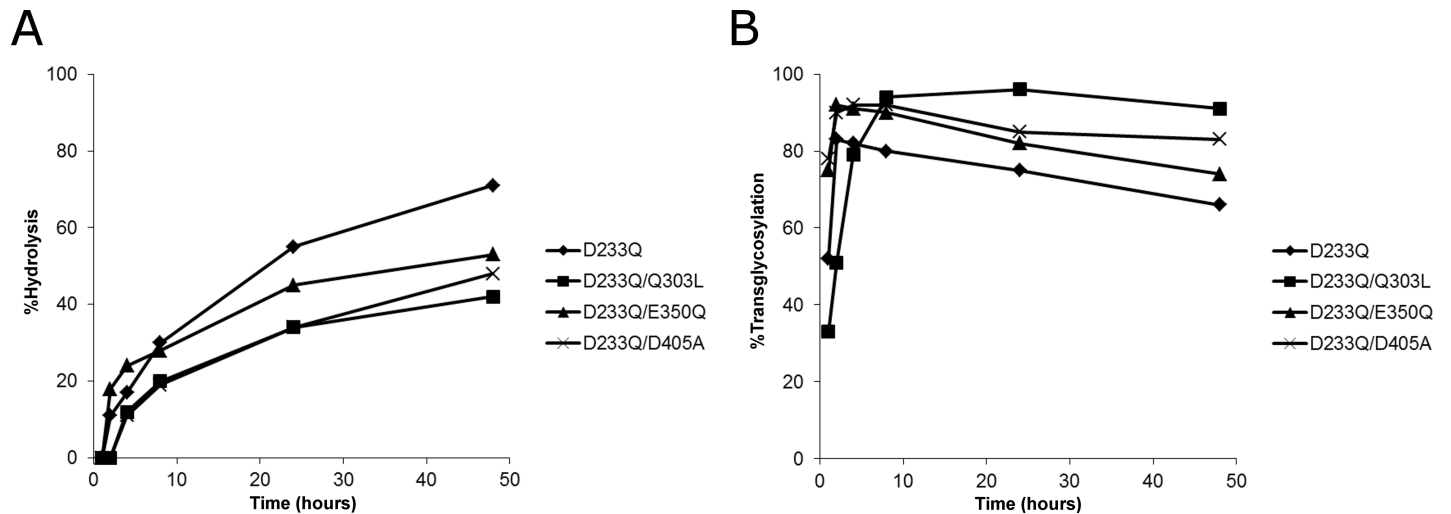 A
%Hydrolysis
100
80
60
40
20
0
0 10 20 30 40 50
Time (hours)
D233Q
D233Q/Q303L
D233Q/E350Q
D233Q/D405A
B
%Transglycosylation
100
80
60
40
20
0
0 10 20 30 40 50
Time (hours)
D233Q
D233Q/Q303L
D233Q/E350Q
D233Q/D405A